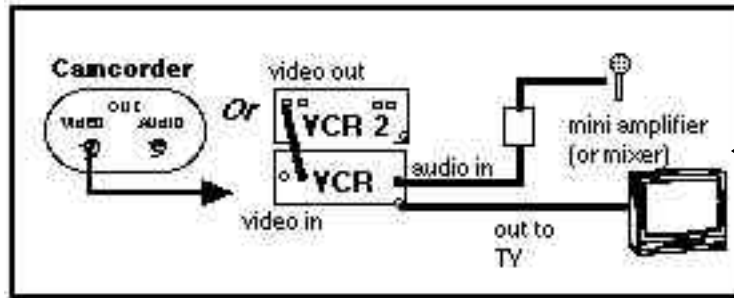 Camcorder
OUT
VIDEO AUDIO
Or
video out
VCR 2
VCR
video in
audio in
mini amplifier
(or mixer)
out to
TV